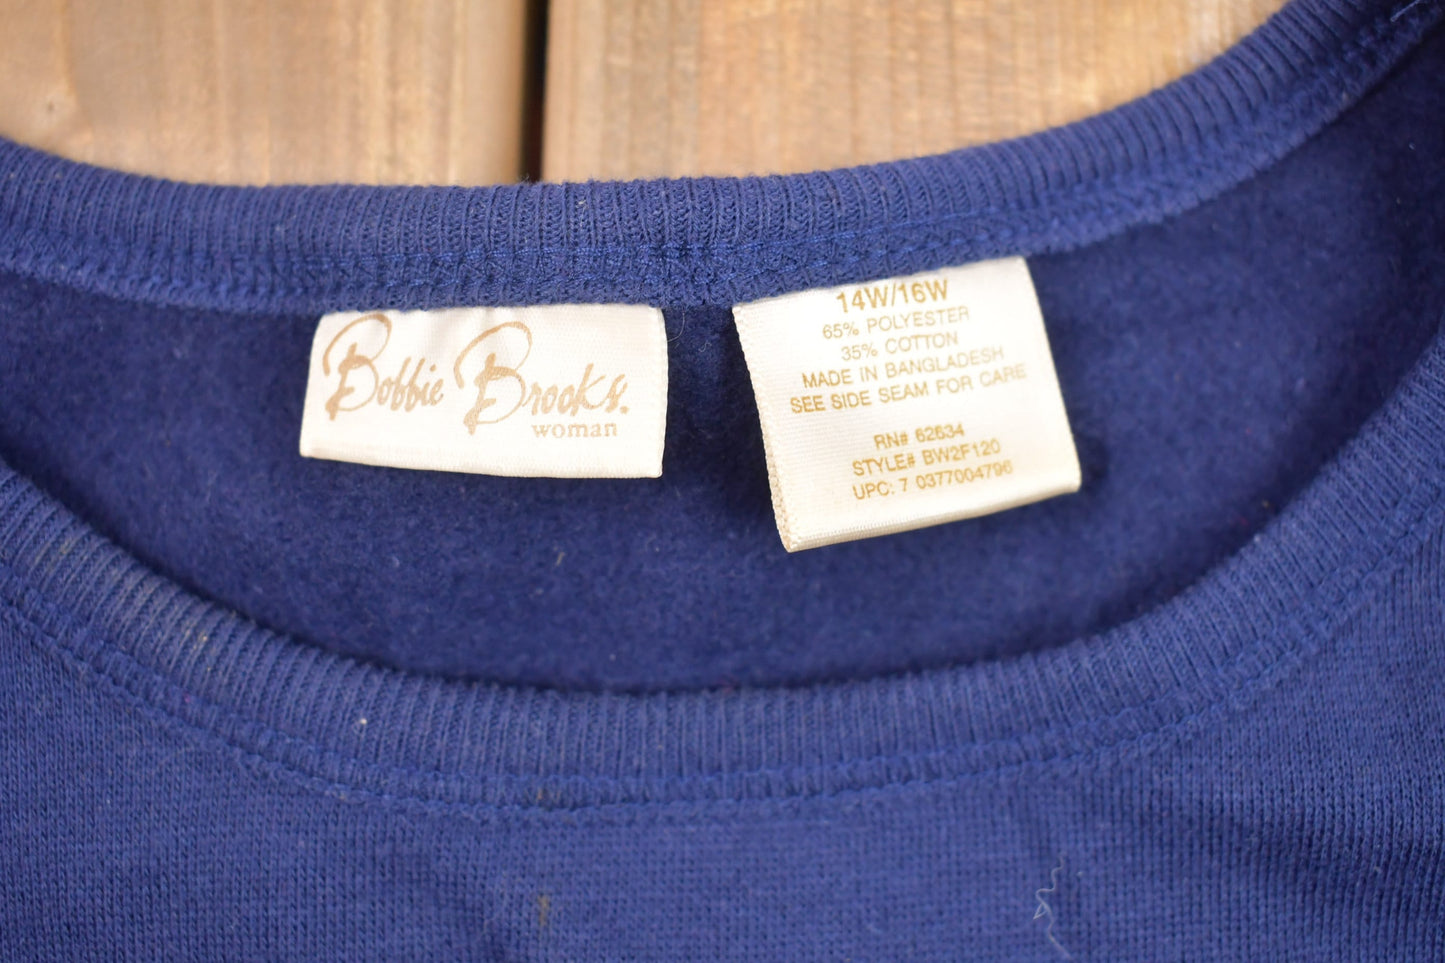 Bobbie Brooks.
woman
14W/16W
65% POLYESTER
35% COTTON
MADE IN BANGLADESH
SEE SIDE SEAM FOR CARE
RN# 62634
STYLE# BW2F120
UPC: 7 0377004796